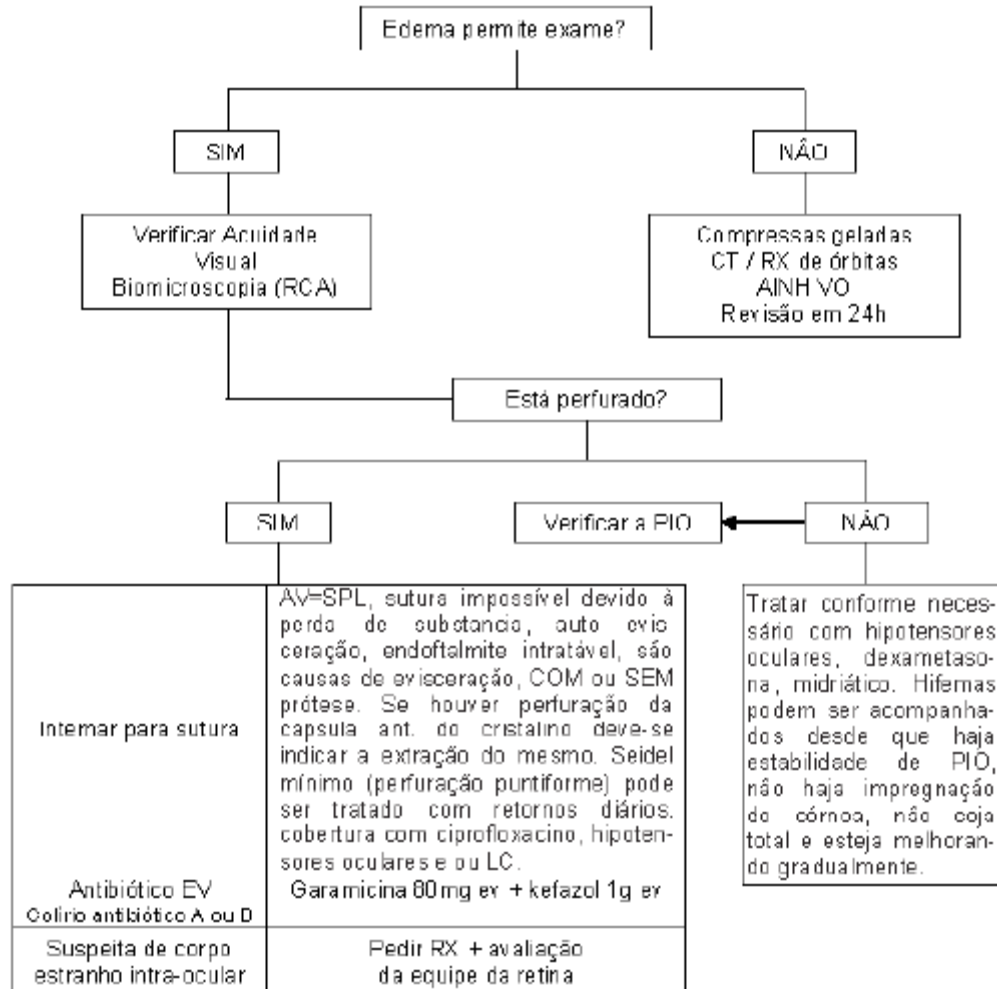 Edema permite exame?
SIM
NÃO
Verificar Acuidade
Visual
Biomicroscopia (RCA)
Compressas geladas
CT / RX de órbitas
AINH VO
Revisão em 24h
Está perfurado?
SIM
Verificar a PIO
NÃO
Internar para sutura
Antibiótico EV
Colírio antibiótico A ou D
AV=SPL, sutura impossível devido à
perda de substancia, auto evis-
ceração, endoftalmite intratável, são
causas de evisceração, COM ou SEM
prótese. Se houver perfuração da
capsula ant. do cristalino deve-se
indicar a extração do mesmo. Seidel
mínimo (perfuração puntiforme) pode
ser tratado com retornos diários.
cobertura com ciprofloxacino, hipoten-
sores oculares e ou LC.
Garamicina 80mg ev + kefazol 1g ev
Tratar conforme neces-
sário com hipotensores
oculares, dexametaso-
na, midriático. Hifemas
podem ser acompanha-
dos desde que haja
estabilidade de PIO,
não haja impregnação
de córnea, não seja
total e esteja melhoran-
do gradualmente.
Suspeita de corpo
estranho intra-ocular
Pedir RX + avaliação
da equipe da retina